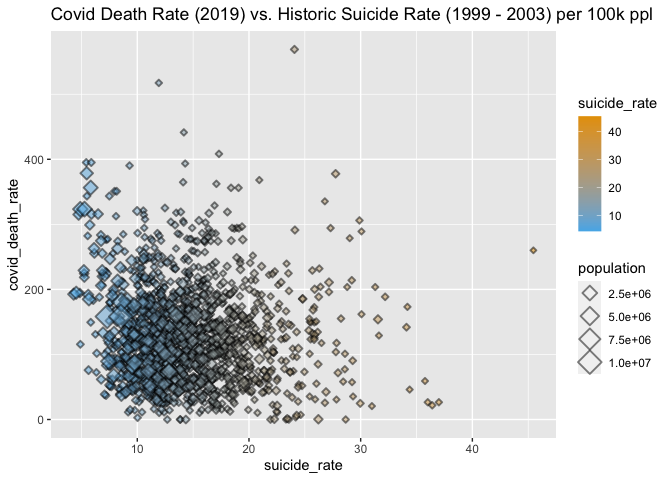 Covid Death Rate (2019) vs. Historic Suicide Rate (1999 - 2003) per 100k ppl
covid_death_rate
400
200
0
10
20
30
40
suicide_rate
suicide_rate
40
30
20
10
population
2.5e+06
5.0e+06
7.5e+06
1.0e+07